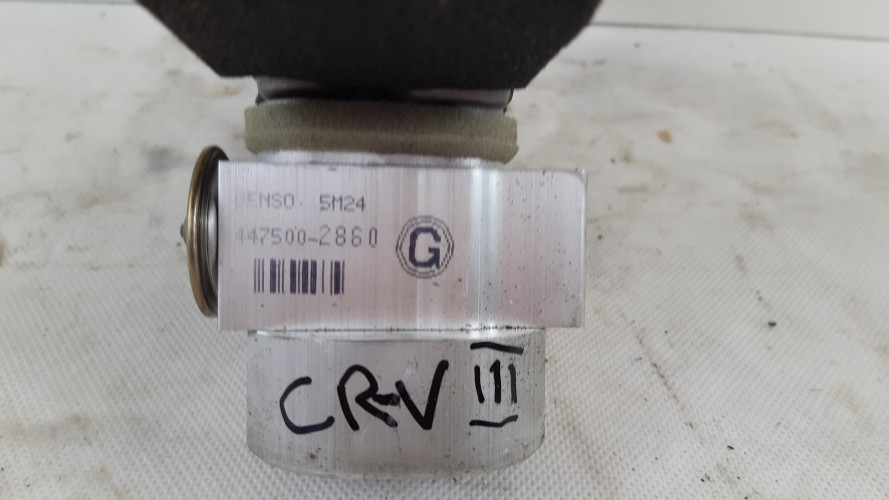 DENSO 5M24
447500-2860
G
CR-V III